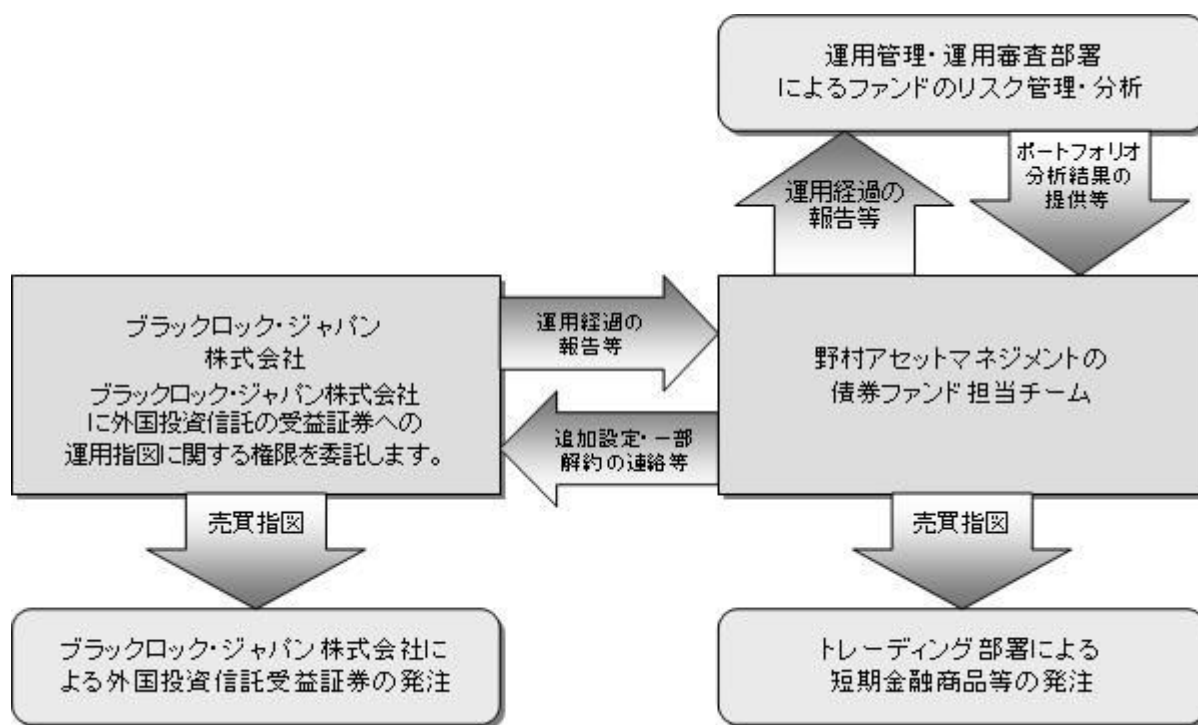 運用管理・運用審査部署
によるファンドのリスク管理・分析
運用経過の
報告等
ポートフォリオ
分析結果の
提供等
ブラックロック・ジャパン
株式会社
ブラックロック・ジャパン株式会社
に外国投資信託の受益証券への
運用指図に関する権限を委託します。
運用経過の
報告等
追加設定・一部
解約の連絡等
野村アセットマネジメントの
債券ファンド担当チーム
売買指図
売買指図
ブラックロック・ジャパン株式会社に
よる外国投資信託受益証券の発注
トレーディング部署による
短期金融商品等の発注